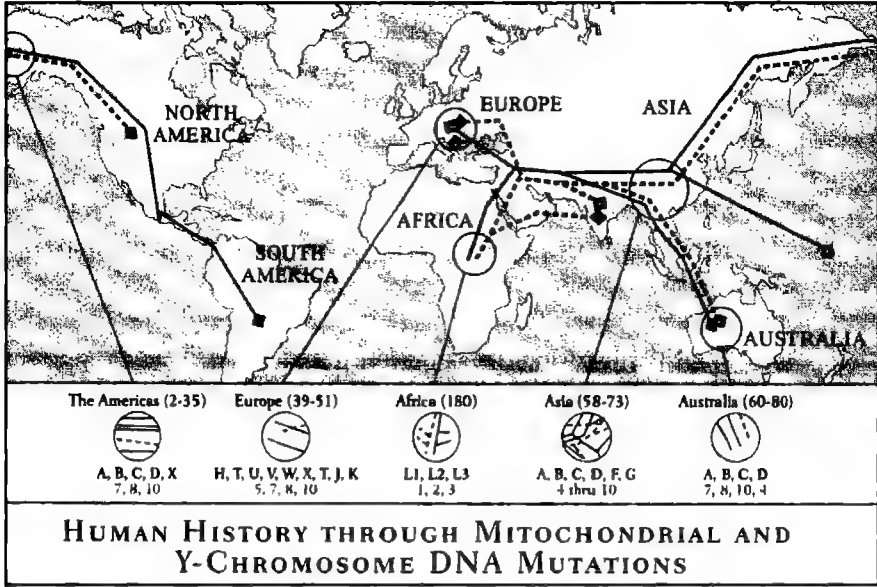 NORTH
AMERICA
EUROPE
ASIA
AFRICA
SOUTH
AMERICA
AUSTRALIA
The Americas (2-35)
A, B, C, D, X
7, 8, 10
Europe (39-51)
H, T, U, V, W, X, T, J, K
5, 7, 8, 10
Africa (180)
L1, L2, L3
1, 2, 3
Asia (58-73)
A, B, C, D, F, G
4 thru 10
Australia (60-80)
A, B, C, D
7, 8, 10, 4
HUMAN HISTORY THROUGH MITOCHONDRIAL AND
Y-CHROMOSOME DNA MUTATIONS